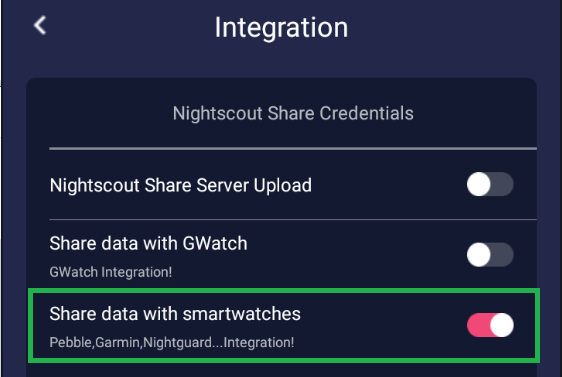 Integration
Nightscout Share Credentials
Nightscout Share Server Upload
Share data with GWatch
GWatch Integration!
Share data with smartwatches
Pebble,Garmin,Nightguard...Integration!